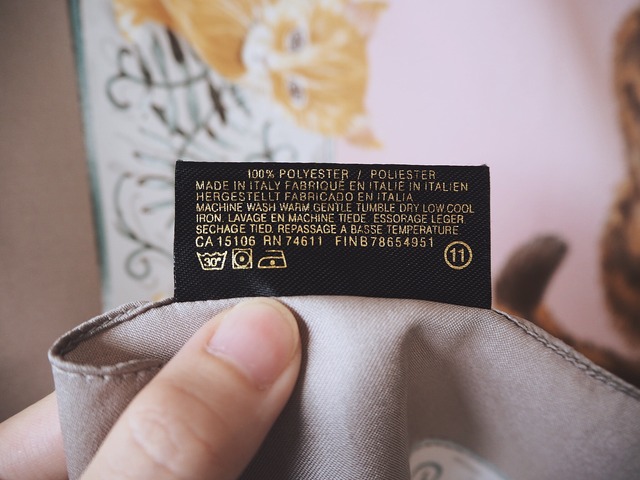 100% POLYESTER / POLIESTER
MADE IN ITALY FABRIQUÉ EN ITALIE IN ITALIEN
HERGESTELLT FABRICADO EN ITALIA
MACHINE WASH WARM GENTLE TUMBLE DRY LOW.COOL
IRON. LAVAGE EN MACHINE TIEDE. ESSORAGE LEGER
SECHAGE TIED. REPASSAGE A BASSE TEMPERATURE
CA 15106 RN 74611 FINB78654951
30° 11